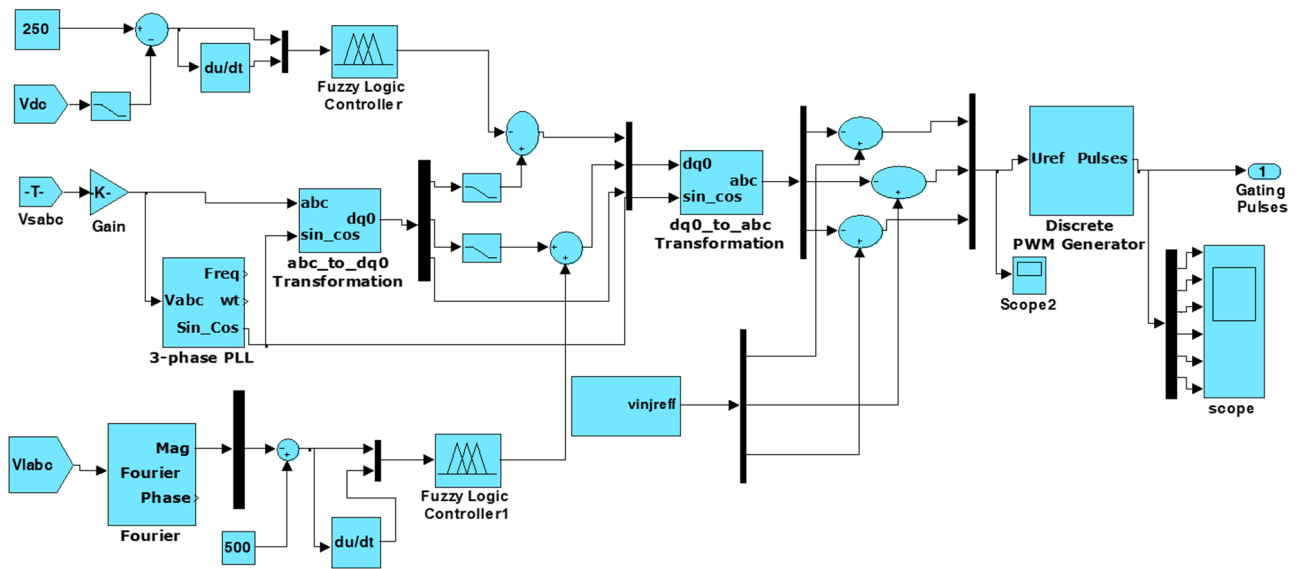 250
Vdc
du/dt
Fuzzy Logic
Controller
-T-
Vsabc
-K-
Gain
abc
sin_cos
dq0
abc_to_dq0
Transformation
Freq
Vabc
wt
Sin_Cos
3-phase PLL
dq0
sin_cos
abc
dq0_to_abc
Transformation
Uref
Pulses
Discrete
PWM Generator
1
Gating
Pulses
Scope2
scope
vinjreff
Vlabc
Mag
Fourier
Phase
Fourier
500
du/dt
Fuzzy Logic
Controller1